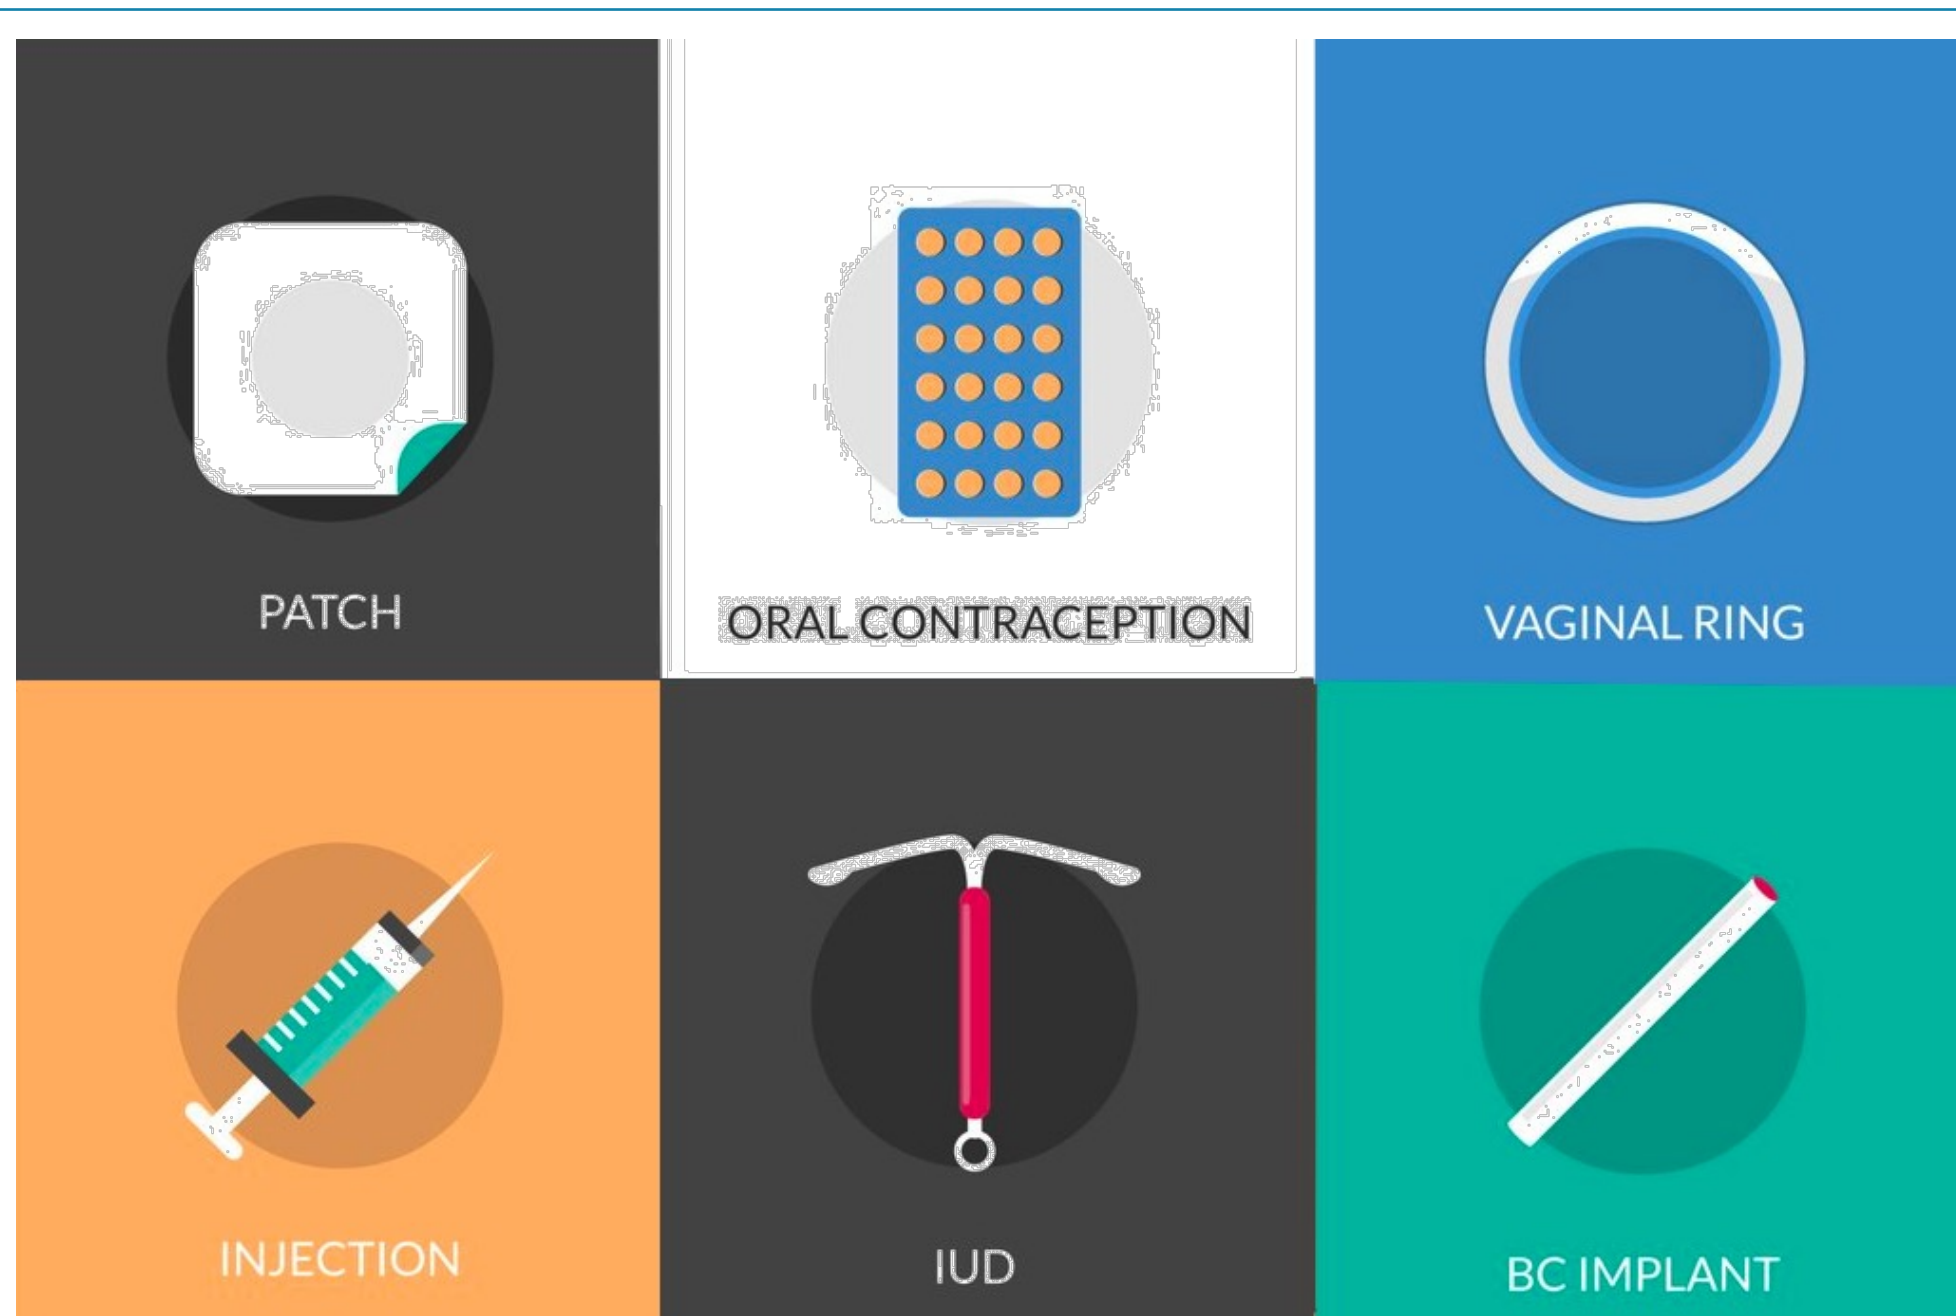 PATCH
ORAL CONTRACEPTION
VAGINAL RING
INJECTION
IUD
BC IMPLANT